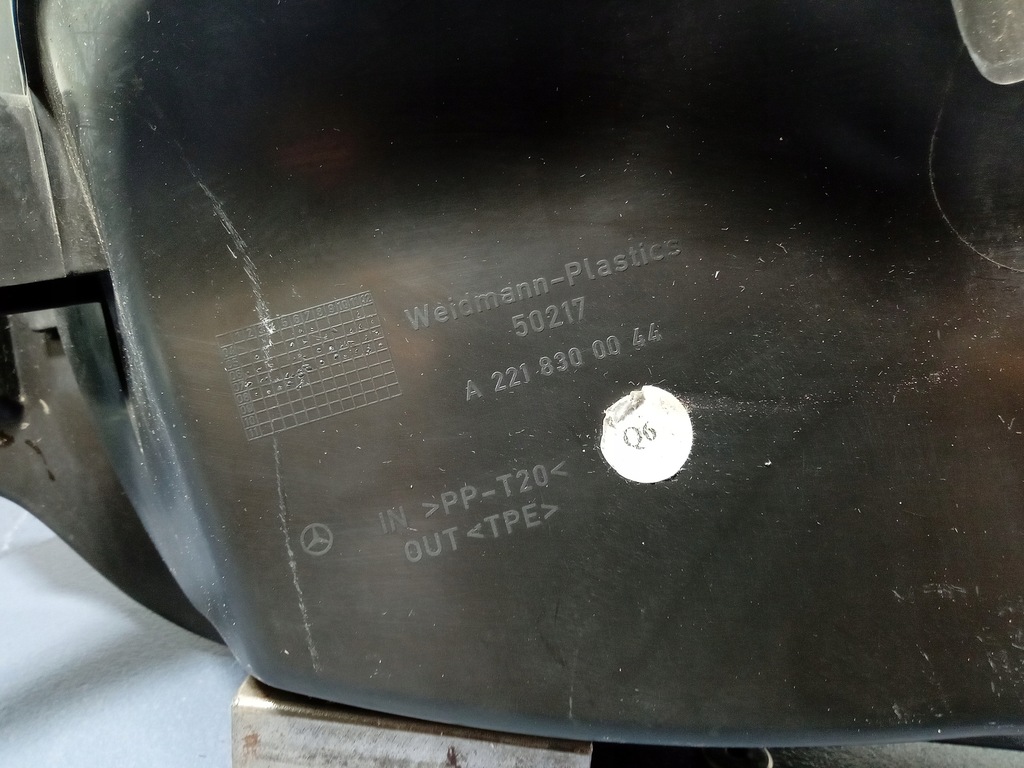 Weidmann-Plastics
50217
A 221 830 00 44
Q6
IN >PP-T20<
OUT<TPE>